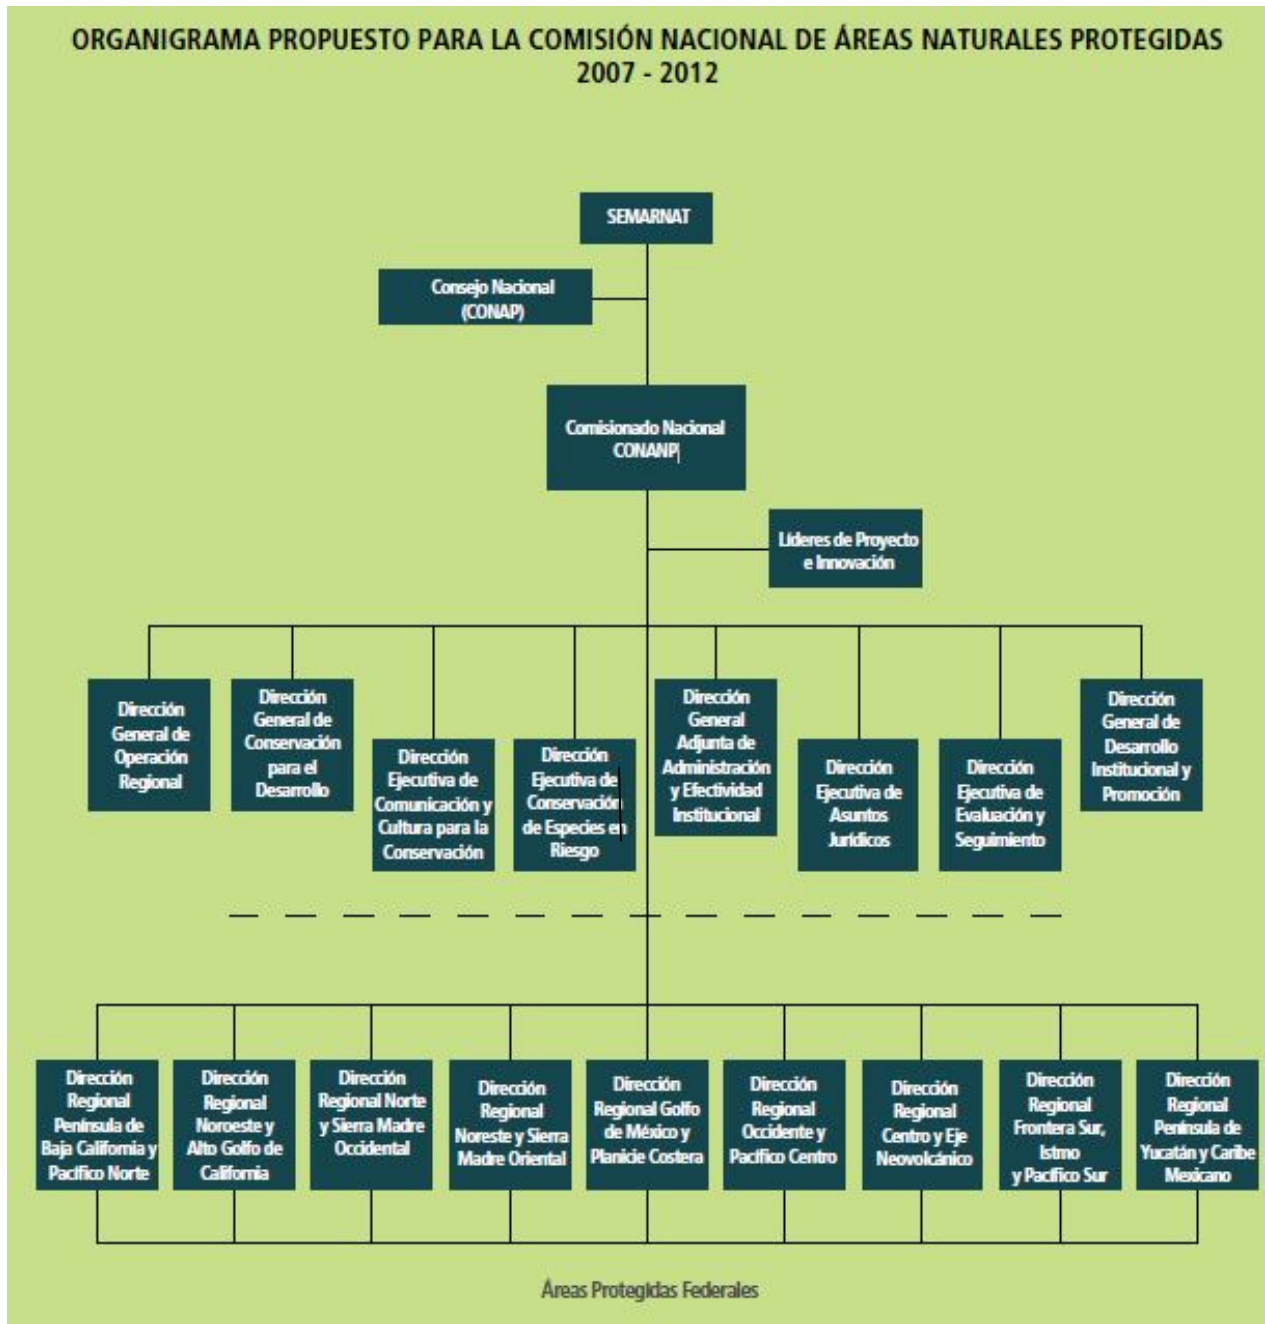 ORGANIGRAMA PROPUESTO PARA LA COMISIÓN NACIONAL DE ÁREAS NATURALES PROTEGIDAS
2007 - 2012
SEMARNAT
Consejo Nacional
(CONAP)
Comisionado Nacional
CONANP
Líderes de Proyecto
e Innovación
Dirección
General de
Operación
Regional
Dirección
General de
Conservación
para el
Desarrollo
Dirección
Ejecutiva de
Comunicación y
Cultura para la
Conservación
Dirección
Ejecutiva de
Conservación
de Especies en
Riesgo
Dirección
General
Adjunta de
Administración
y Efectividad
Institucional
Dirección
Ejecutiva de
Asuntos
Jurídicos
Dirección
Ejecutiva de
Evaluación y
Seguimiento
Dirección
General de
Desarrollo
Institucional y
Promoción
Dirección
Regional
Península de
Baja California y
Pacífico Norte
Dirección
Regional
Noroeste y
Alto Golfo de
California
Dirección
Regional Norte
y Sierra Madre
Occidental
Dirección
Regional
Noreste y Sierra
Madre Oriental
Dirección
Regional Golfo
de México y
Planicie Costera
Dirección
Regional
Occidente y
Pacífico Centro
Dirección
Regional
Centro y Eje
Neovolcánico
Dirección
Regional
Frontera Sur,
Istmo
y Pacífico Sur
Dirección
Regional
Península de
Yucatán y Caribe
Mexicano
Áreas Protegidas Federales